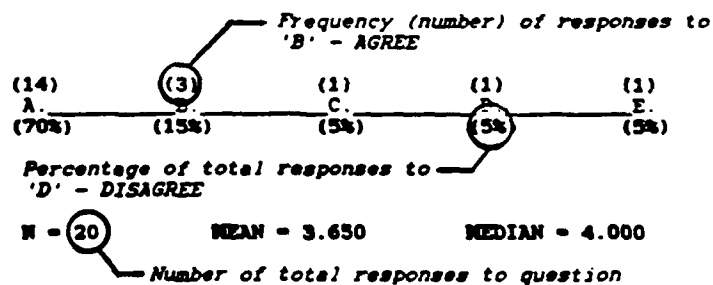 Frequency (number) of responses to
'B' - AGREE
(14) (3) (1) (1) (1)
A. B. C. D. E.
(70%) (15%) (5%) (5%) (5%)
Percentage of total responses to
'D' - DISAGREE
N = 20 MEAN = 3.650 MEDIAN = 4.000
Number of total responses to question